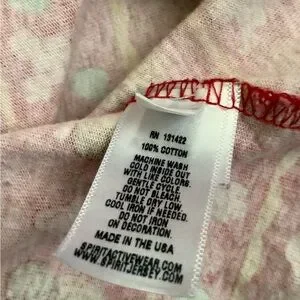 RN 131422
100% COTTON
MACHINE WASH
COLD INSIDE OUT
WITH LIKE COLORS.
GENTLE CYCLE.
DO NOT BLEACH.
TUMBLE DRY LOW.
COOL IRON IF NEEDED.
DO NOT IRON
ON DECORATION.
MADE IN THE USA
SPIRITACTIVEWEAR.COM
WWW.SPIRITJERSEY.COM